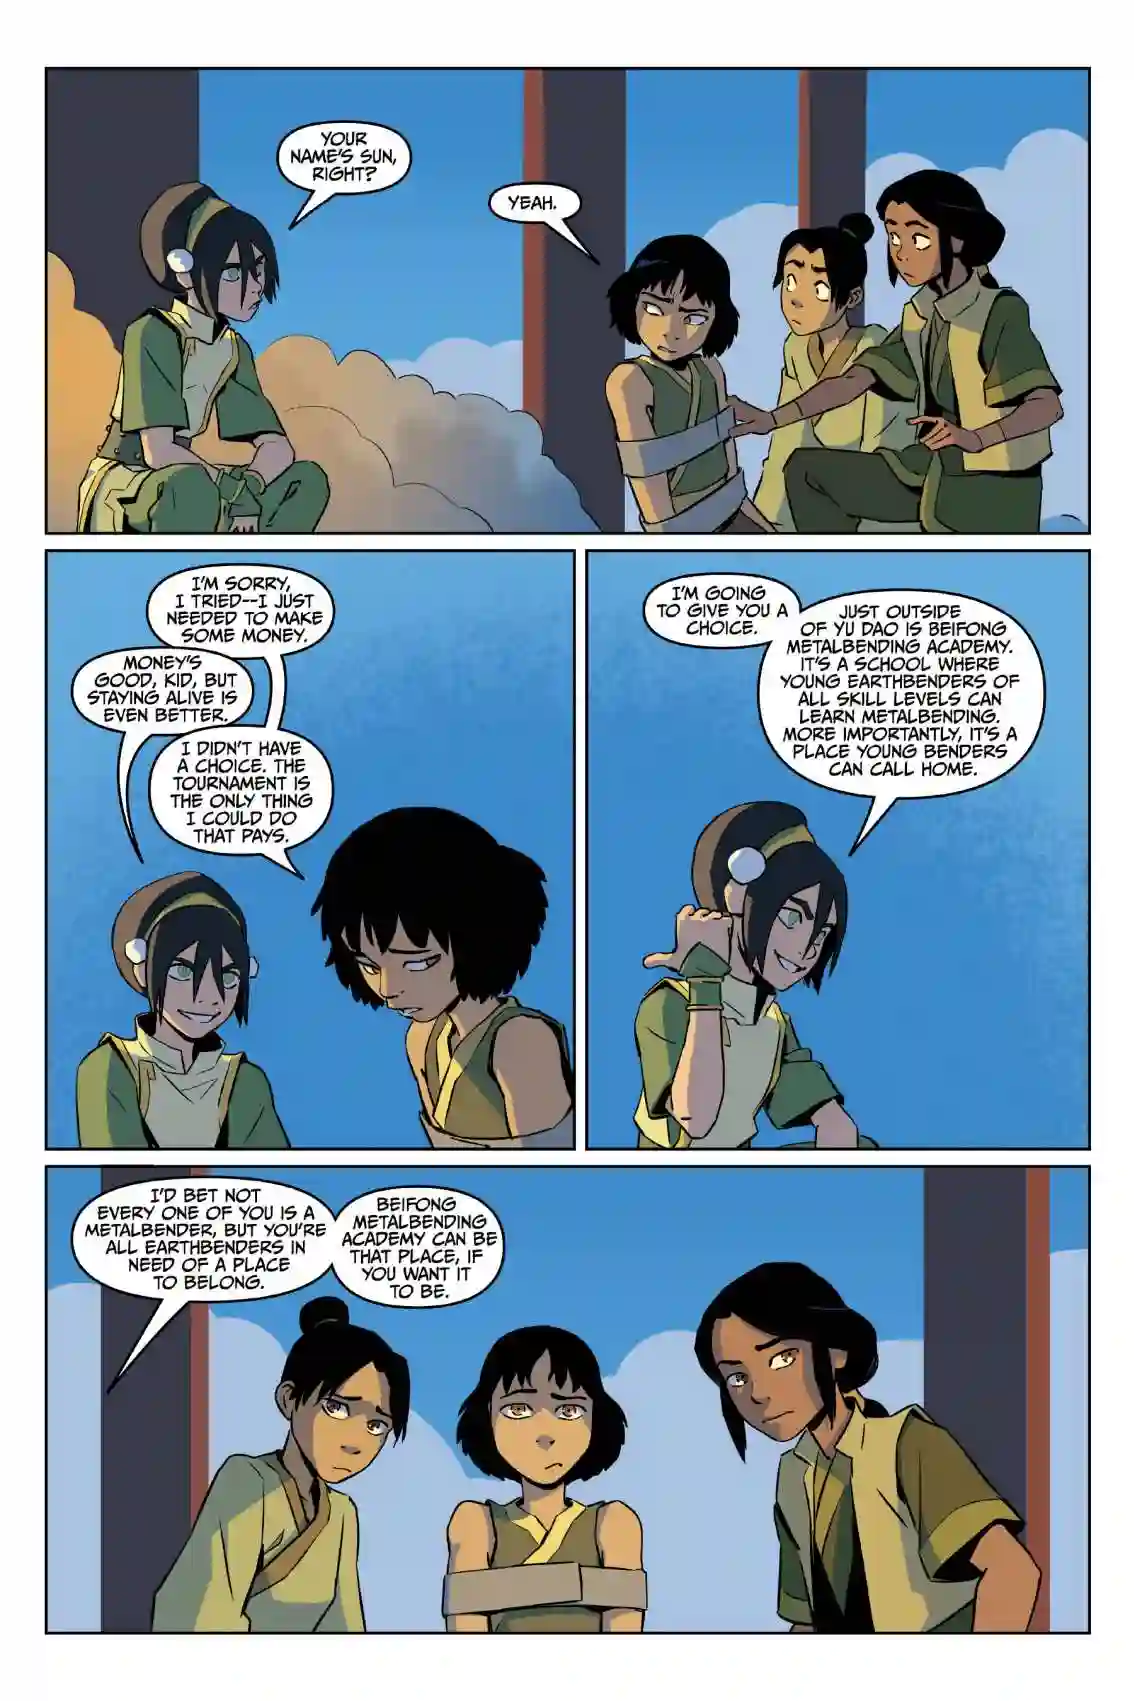 YOUR
NAME'S SUN,
RIGHT?
YEAH.
I'M SORRY,
I TRIED--I JUST
NEEDED TO MAKE
SOME MONEY.
MONEY'S
GOOD, KID, BUT
STAYING ALIVE IS
EVEN BETTER.
I DIDN'T HAVE
A CHOICE. THE
TOURNAMENT IS
THE ONLY THING
I COULD DO
THAT PAYS.
I'M GOING
TO GIVE YOU A
CHOICE.
JUST OUTSIDE
OF YU DAO IS BEIFONG
METALBENDING ACADEMY.
IT'S A SCHOOL WHERE
YOUNG EARTHBENDERS OF
ALL SKILL LEVELS CAN
LEARN METALBENDING.
MORE IMPORTANTLY, IT'S A
PLACE YOUNG BENDERS
CAN CALL HOME.
I'D BET NOT
EVERY ONE OF YOU IS A
METALBENDER, BUT YOU'RE
ALL EARTHBENDERS IN
NEED OF A PLACE
TO BELONG.
BEIFONG
METALBENDING
ACADEMY CAN BE
THAT PLACE, IF
YOU WANT IT
TO BE.